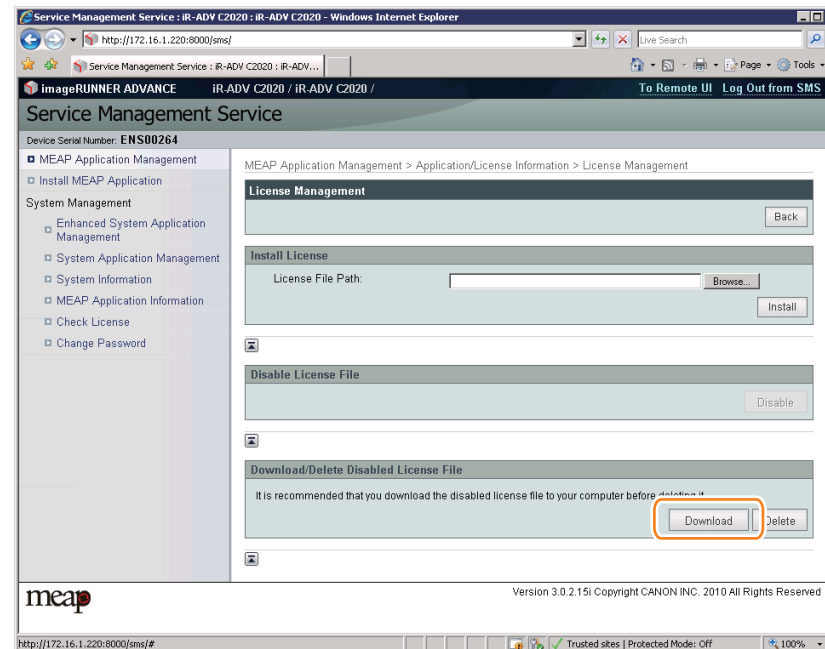 Service Management Service : iR-ADV C2020 : iR-ADV C2020 - Windows Internet Explorer
http://172.16.1.220:8000/sms/
Live Search
Service Management Service : iR-ADV C2020 : iR-ADV...
Page
Tools
imageRUNNER ADVANCE iR-ADV C2020 / iR-ADV C2020 /
To Remote UI Log Out from SMS
Service Management Service
Device Serial Number: ENS00264
MEAP Application Management
Install MEAP Application
System Management
Enhanced System Application
Management
System Application Management
System Information
MEAP Application Information
Check License
Change Password
MEAP Application Management > Application/License Information > License Management
License Management
Back
Install License
License File Path:
Browse...
Install
Disable License File
Disable
Download/Delete Disabled License File
It is recommended that you download the disabled license file to your computer before deleting it.
Download Delete
meap
Version 3.0.2.15i Copyright CANON INC. 2010 All Rights Reserved
http://172.16.1.220:8000/sms/#
Trusted sites | Protected Mode: Off
100%